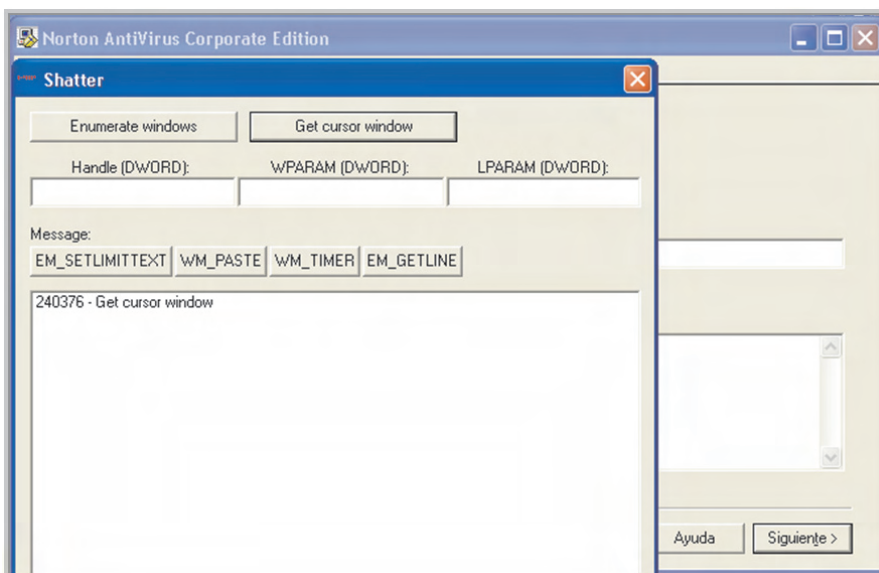 Norton AntiVirus Corporate Edition
Shatter
Enumerate windows Get cursor window
Handle (DWORD): WPARAM (DWORD): LPARAM (DWORD):
Message:
EM_SETLIMITTEXT WM_PASTE WM_TIMER EM_GETLINE
240376 - Get cursor window
Ayuda Siguiente >